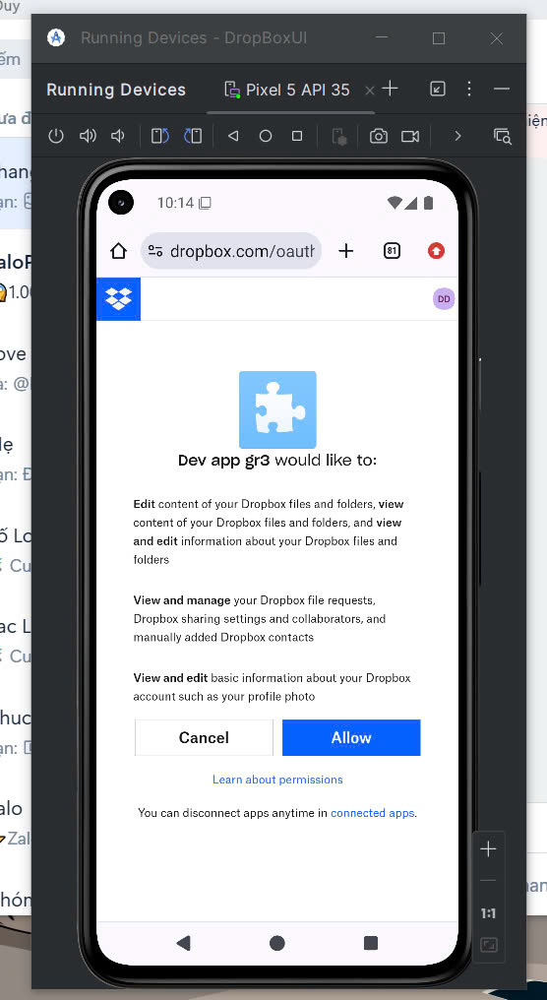 Running Devices - DropBoxUI
Running Devices
Pixel 5 API 35
10:14
dropbox.com/oauth
81
DD
Dev app gr3 would like to:
Edit content of your Dropbox files and folders, view
content of your Dropbox files and folders, and view
and edit information about your Dropbox files and
folders
View and manage your Dropbox file requests,
Dropbox sharing settings and collaborators, and
manually added Dropbox contacts
View and edit basic information about your Dropbox
account such as your profile photo
Cancel
Allow
Learn about permissions
You can disconnect apps anytime in connected apps.
1:1